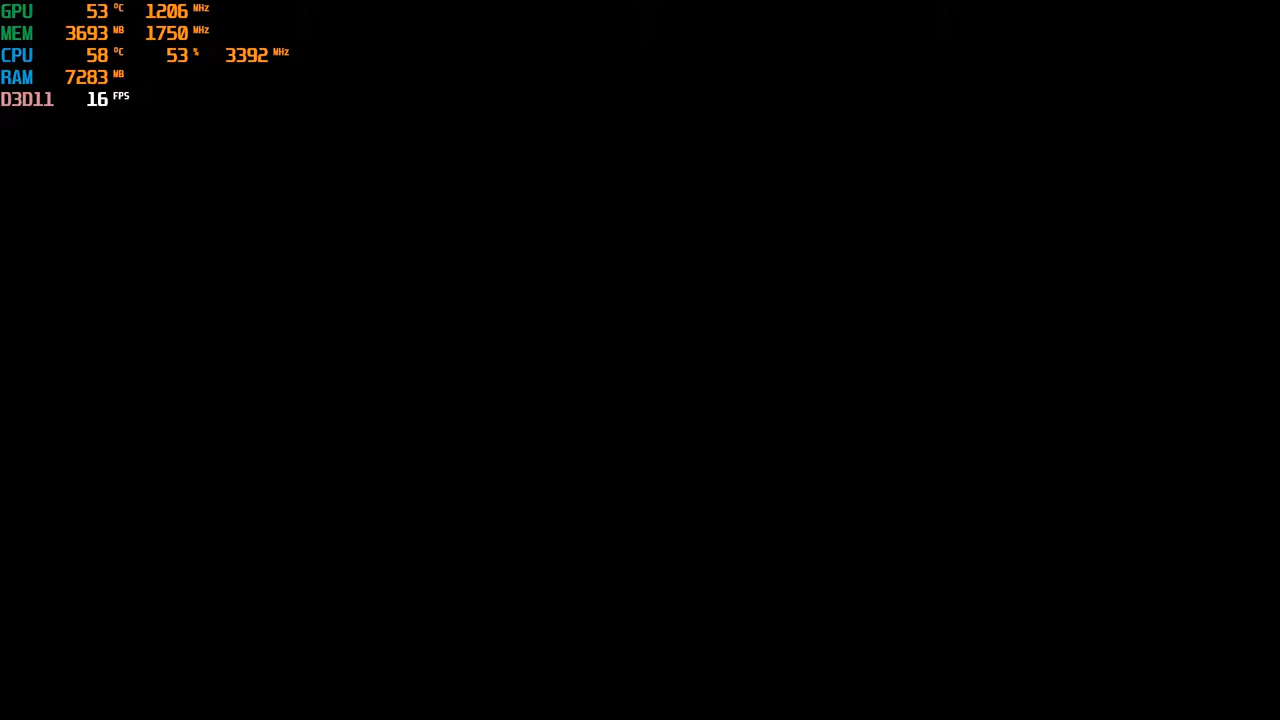 GPU 53 °C 1206 MHz
MEM 3693 MB 1750 MHz
CPU 58 °C 53 % 3392 MHz
RAM 7283 MB
D3D11 16 FPS